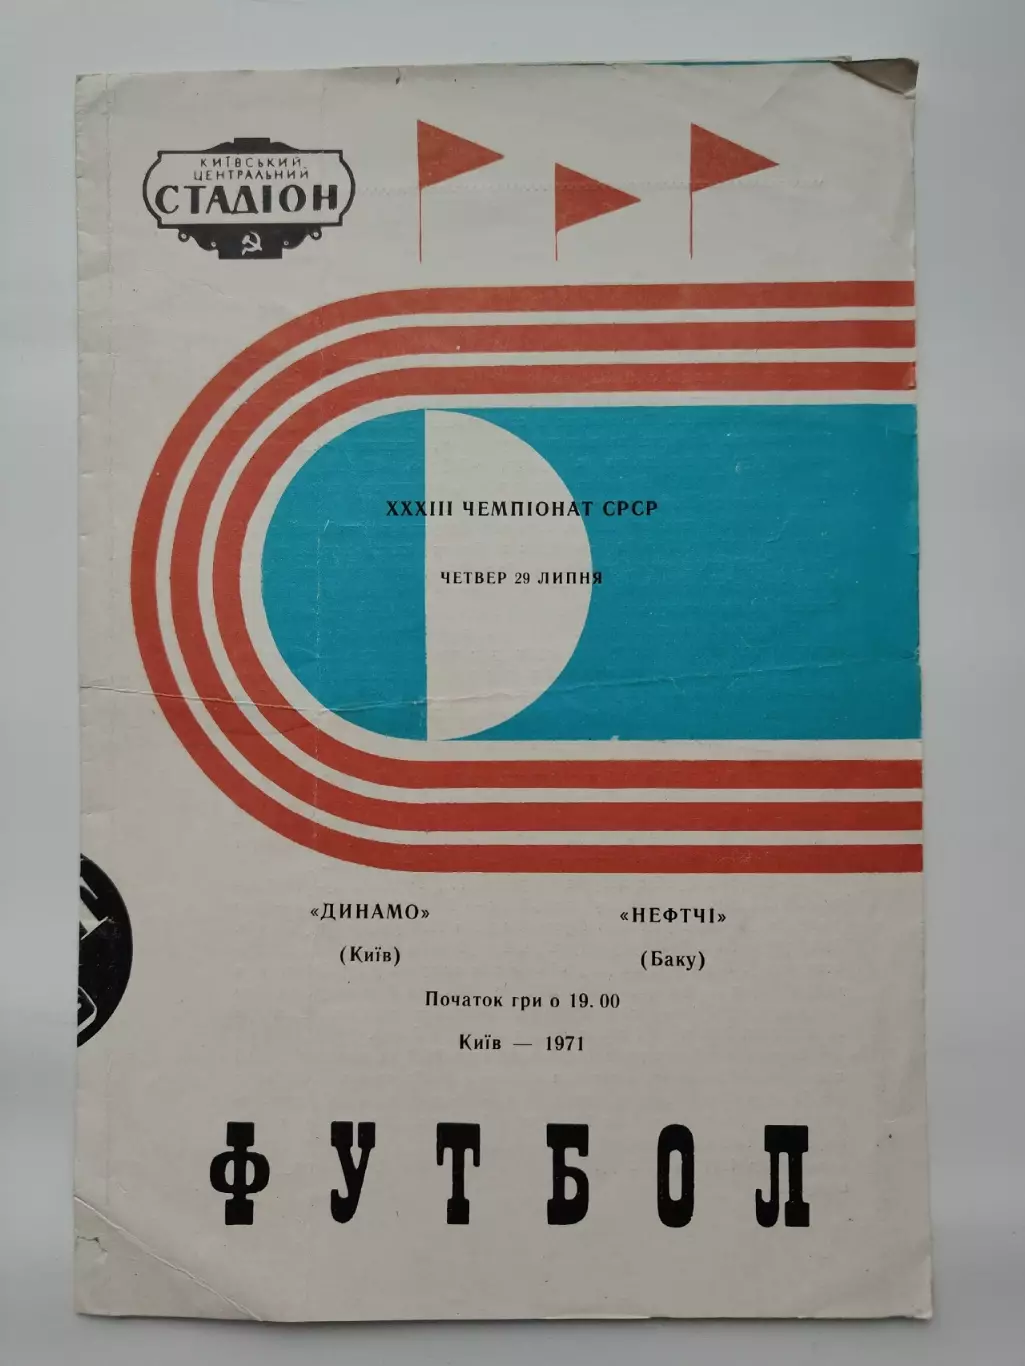 КИЇВСЬКИЙ
ЦЕНТРАЛЬНИЙ
СТАДІОН
XXXIII ЧЕМПІОНАТ СРСР
ЧЕТВЕР 29 ЛИПНЯ
«ДИНАМО» «НЕФТЧІ»
(Київ) (Баку)
Початок гри о 19.00
Київ — 1971
ФУТБОЛ